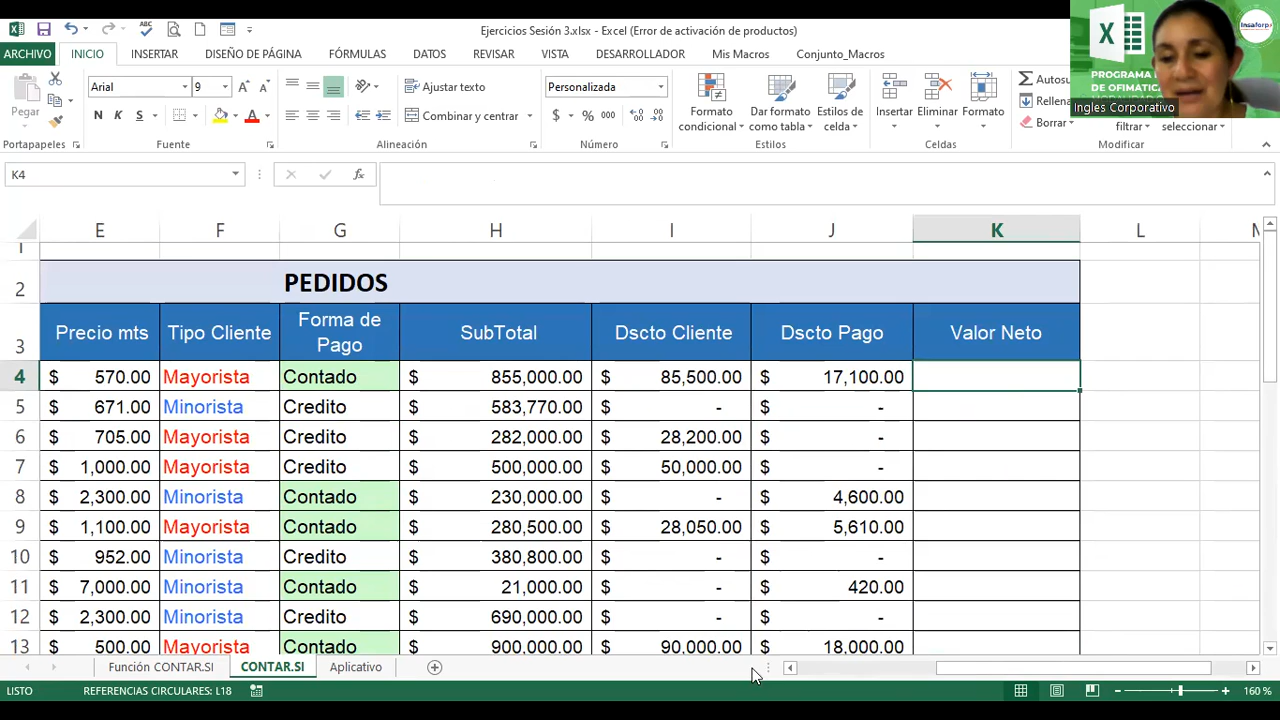 Ejercicios Sesión 3.xlsx - Excel (Error de activación de productos)
ARCHIVO INICIO INSERTAR DISEÑO DE PÁGINA FÓRMULAS DATOS REVISAR VISTA DESARROLLADOR Mis Macros Conjunto_Macros
PROGRAMA
DE OFIMATICA
Ingles Corporativo
Insaforp
Pegar
Arial 9
N K S
Ajustar texto
Combinar y centrar
Personalizada
$ % 000
Formato condicional
Dar formato como tabla
Estilos de celda
Insertar Eliminar Formato
Autosu
Rellena
Borrar
filtrar
seleccionar
Portapapeles Fuente Alineación Número Estilos Celdas Modificar
K4
fx
E F G H I J K L M
1
2 PEDIDOS
3 Precio mts Tipo Cliente Forma de Pago SubTotal Dscto Cliente Dscto Pago Valor Neto
4 $ 570.00 Mayorista Contado $ 855,000.00 $ 85,500.00 $ 17,100.00
5 $ 671.00 Minorista Credito $ 583,770.00 $ - $ -
6 $ 705.00 Mayorista Credito $ 282,000.00 $ 28,200.00 $ -
7 $ 1,000.00 Mayorista Credito $ 500,000.00 $ 50,000.00 $ -
8 $ 2,300.00 Minorista Contado $ 230,000.00 $ - $ 4,600.00
9 $ 1,100.00 Mayorista Contado $ 280,500.00 $ 28,050.00 $ 5,610.00
10 $ 952.00 Minorista Credito $ 380,800.00 $ - $ -
11 $ 7,000.00 Minorista Contado $ 21,000.00 $ - $ 420.00
12 $ 2,300.00 Minorista Credito $ 690,000.00 $ - $ -
13 $ 500.00 Mayorista Contado $ 900,000.00 $ 90,000.00 $ 18,000.00
Función CONTAR.SI CONTAR.SI Aplicativo
LISTO REFERENCIAS CIRCULARES: L18 160 %